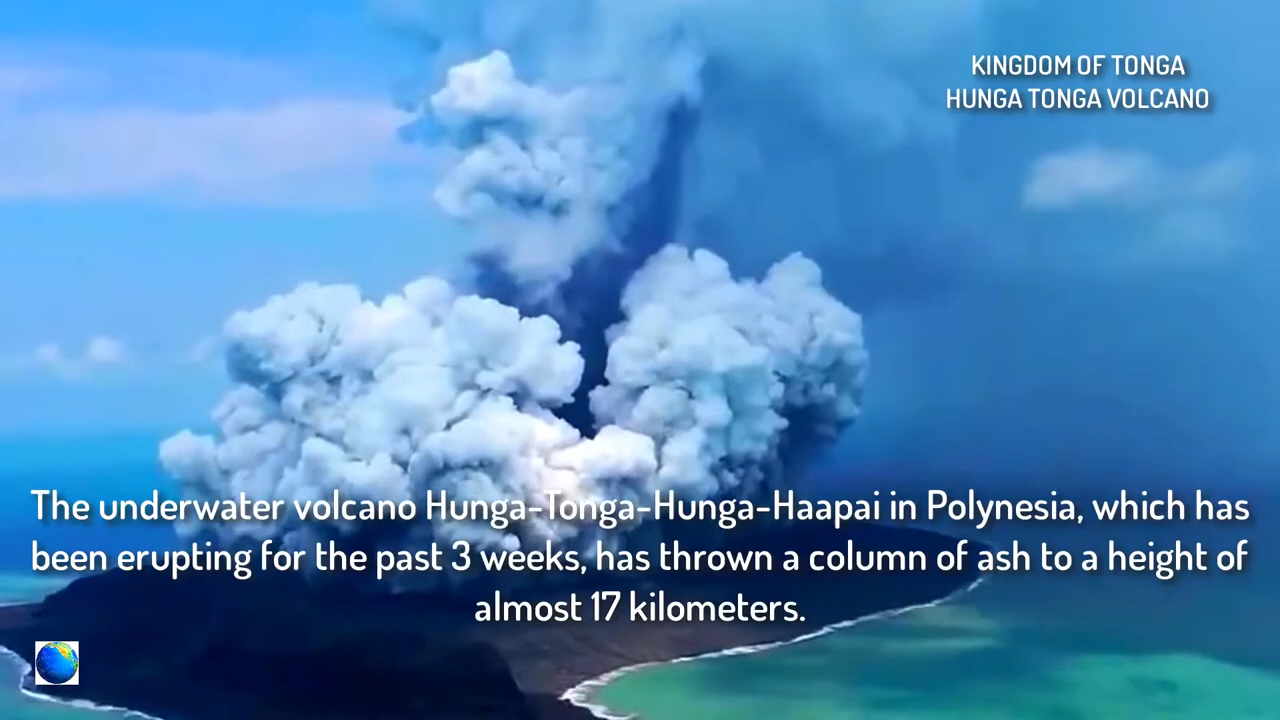 KINGDOM OF TONGA
HUNGA TONGA VOLCANO
The underwater volcano Hunga-Tonga-Hunga-Haapai in Polynesia, which has
been erupting for the past 3 weeks, has thrown a column of ash to a height of
almost 17 kilometers.